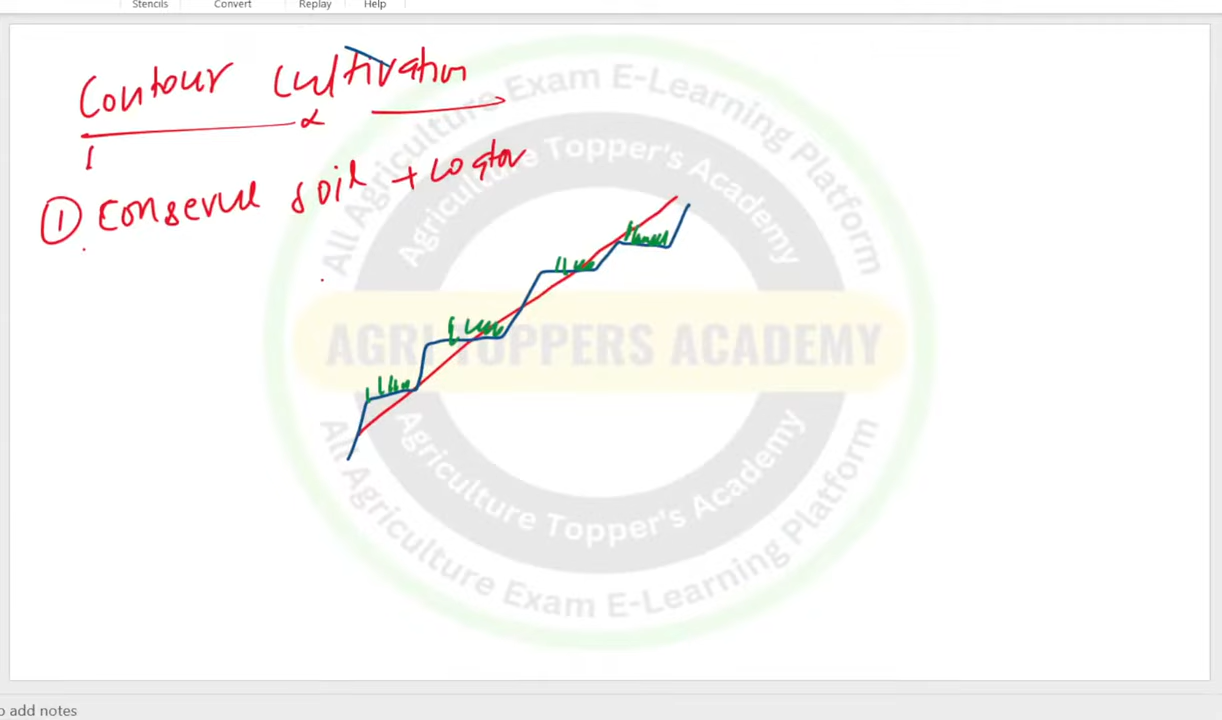 Stencils Convert Replay Help
Contour Cultivation
① Conserve soil + water
All Agriculture Exam E-Learning Platform
Agriculture Topper's Academy
AGRI TOPPERS ACADEMY
Agriculture Topper's Academy
All Agriculture Exam E-Learning Platform
o add notes